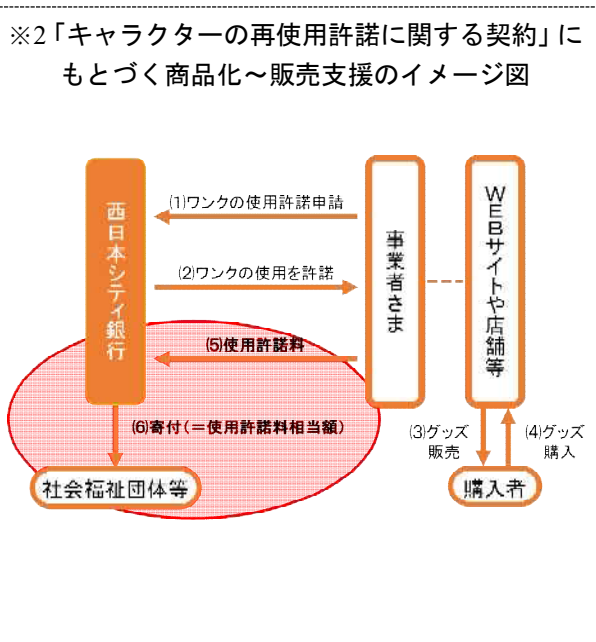 ※2「キャラクターの再使用許諾に関する契約」に
もとづく商品化～販売支援のイメージ図
西日本シティ銀行
(1)ワンクの使用許諾申請
(2)ワンクの使用を許諾
事業者さま
WEBサイトや店舗等
(5)使用許諾料
(6)寄付(＝使用許諾料相当額)
(3)グッズ
販売
(4)グッズ
購入
社会福祉団体等
購入者